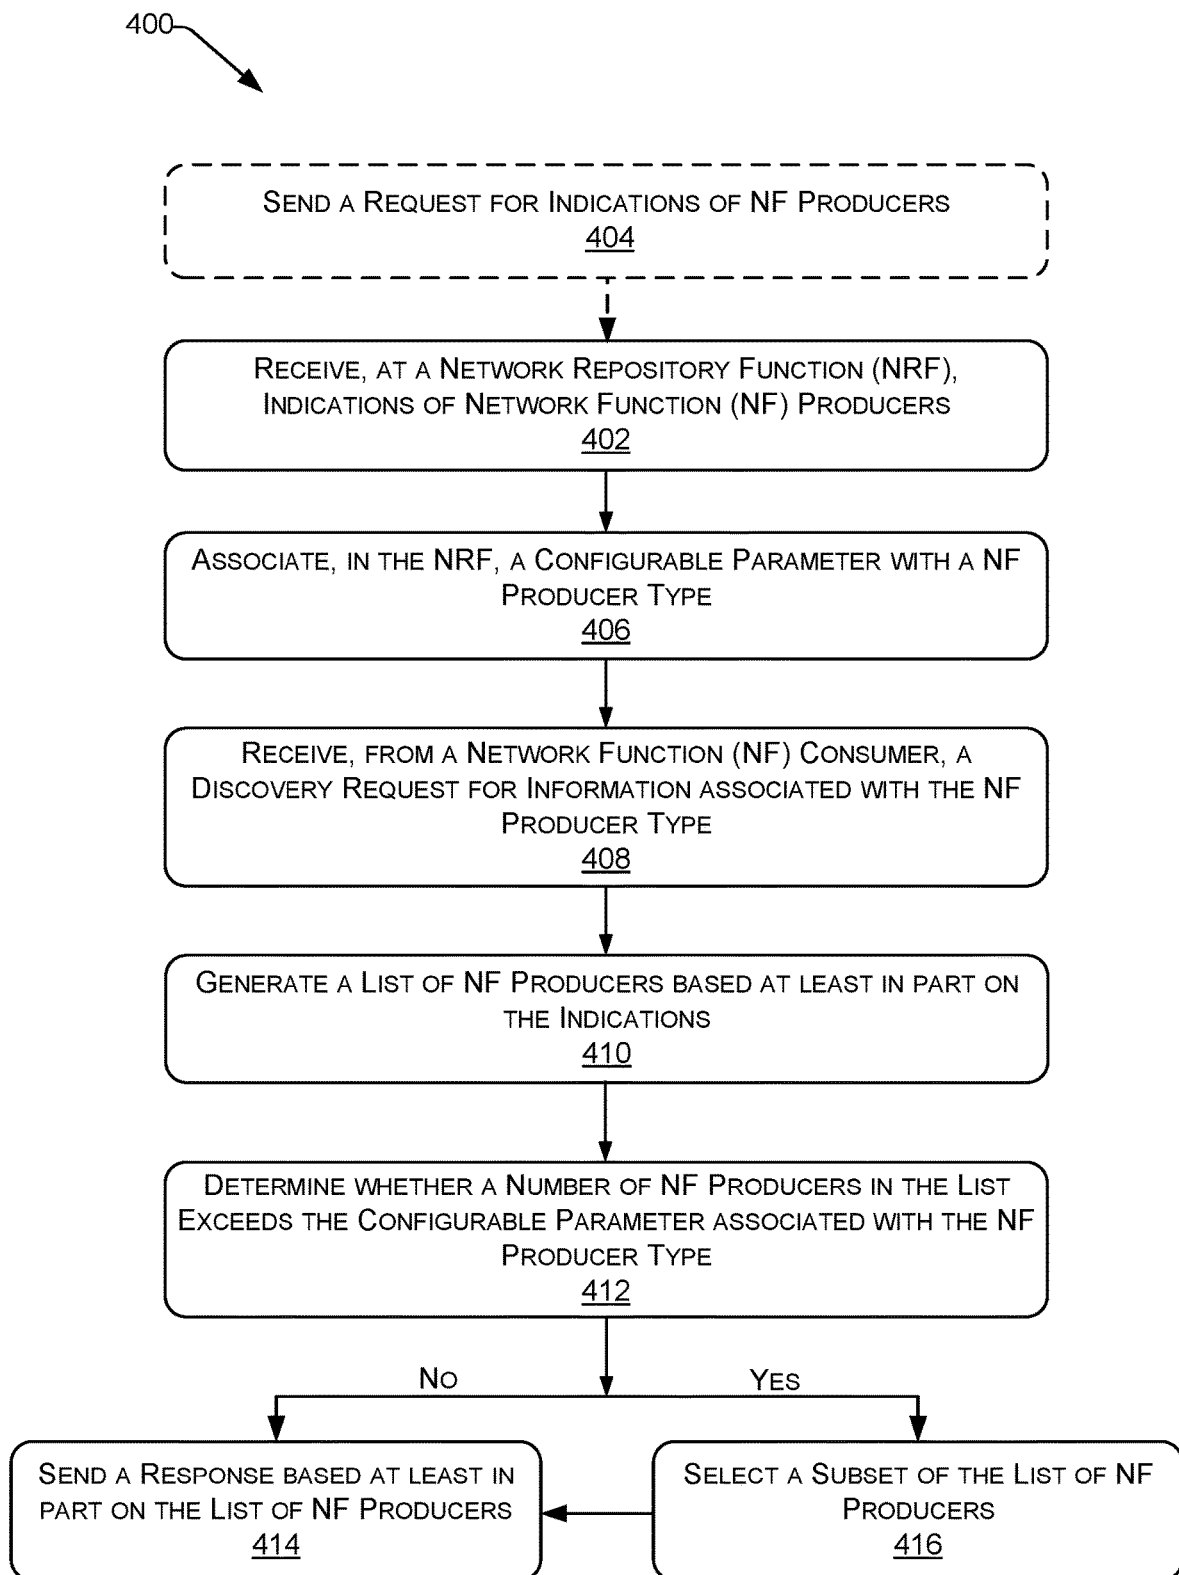 400
SEND A REQUEST FOR INDICATIONS OF NF PRODUCERS
404
RECEIVE, AT A NETWORK REPOSITORY FUNCTION (NRF),
INDICATIONS OF NETWORK FUNCTION (NF) PRODUCERS
402
ASSOCIATE, IN THE NRF, A CONFIGURABLE PARAMETER WITH A NF
PRODUCER TYPE
406
RECEIVE, FROM A NETWORK FUNCTION (NF) CONSUMER, A
DISCOVERY REQUEST FOR INFORMATION ASSOCIATED WITH THE NF
PRODUCER TYPE
408
GENERATE A LIST OF NF PRODUCERS BASED AT LEAST IN PART ON
THE INDICATIONS
410
DETERMINE WHETHER A NUMBER OF NF PRODUCERS IN THE LIST
EXCEEDS THE CONFIGURABLE PARAMETER ASSOCIATED WITH THE NF
PRODUCER TYPE
412
NO
YES
SEND A RESPONSE BASED AT LEAST IN
PART ON THE LIST OF NF PRODUCERS
414
SELECT A SUBSET OF THE LIST OF NF
PRODUCERS
416